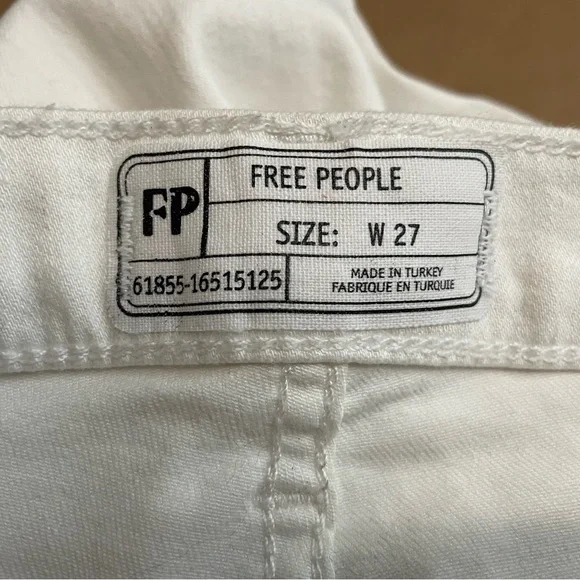 FP
FREE PEOPLE
SIZE: W 27
61855-16515125
MADE IN TURKEY
FABRIQUE EN TURQUIE